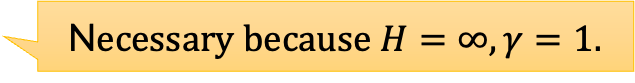 Necessary because 𝐻 = ∞, 𝛾 = 1.